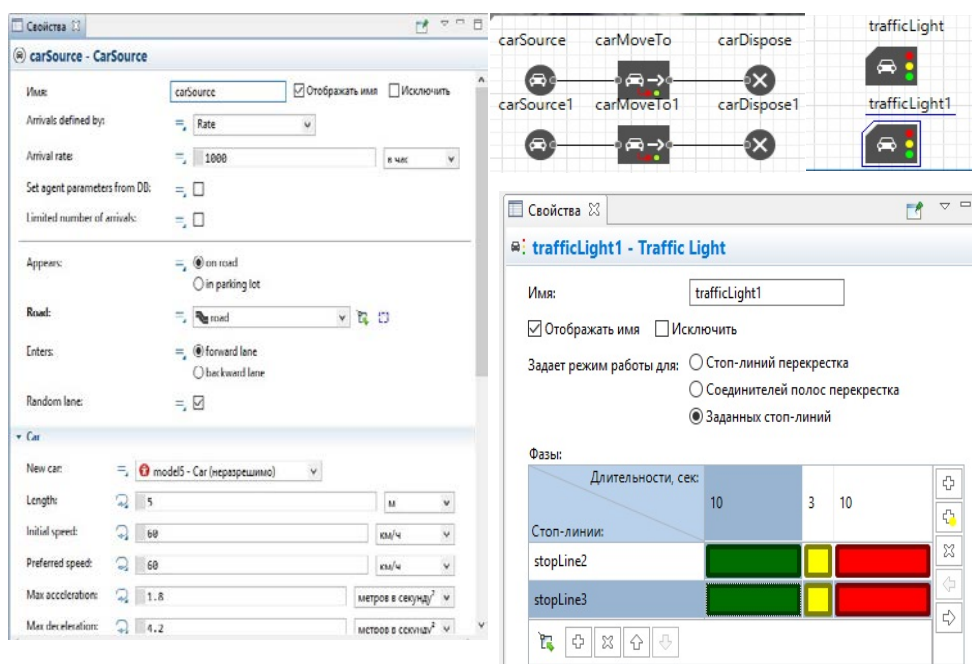 Свойства
carSource - CarSource
Имя:
carSource
Отображать имя
Исключить
Arrivals defined by:
Rate
Arrival rate:
1000
в час
Set agent parameters from DB:
Limited number of arrivals:
Appears:
on road
in parking lot
Road:
road
Enters:
forward lane
backward lane
Random lane:
Car
New car:
model5 - Car (неразрешимо)
Length:
5
м
Initial speed:
60
км/ч
Preferred speed:
60
км/ч
Max acceleration:
1.8
метров в секунду²
Max deceleration:
4.2
метров в секунду²
carSource
carMoveTo
carDispose
carSource1
carMoveTo1
carDispose1
trafficLight
trafficLight1
Свойства
trafficLight1 - Traffic Light
Имя:
trafficLight1
Отображать имя
Исключить
Задает режим работы для:
Стоп-линий перекрестка
Соединителей полос перекрестка
Заданных стоп-линий
Фазы:
Длительности, сек:
10
3
10
Стоп-линии:
stopLine2
stopLine3